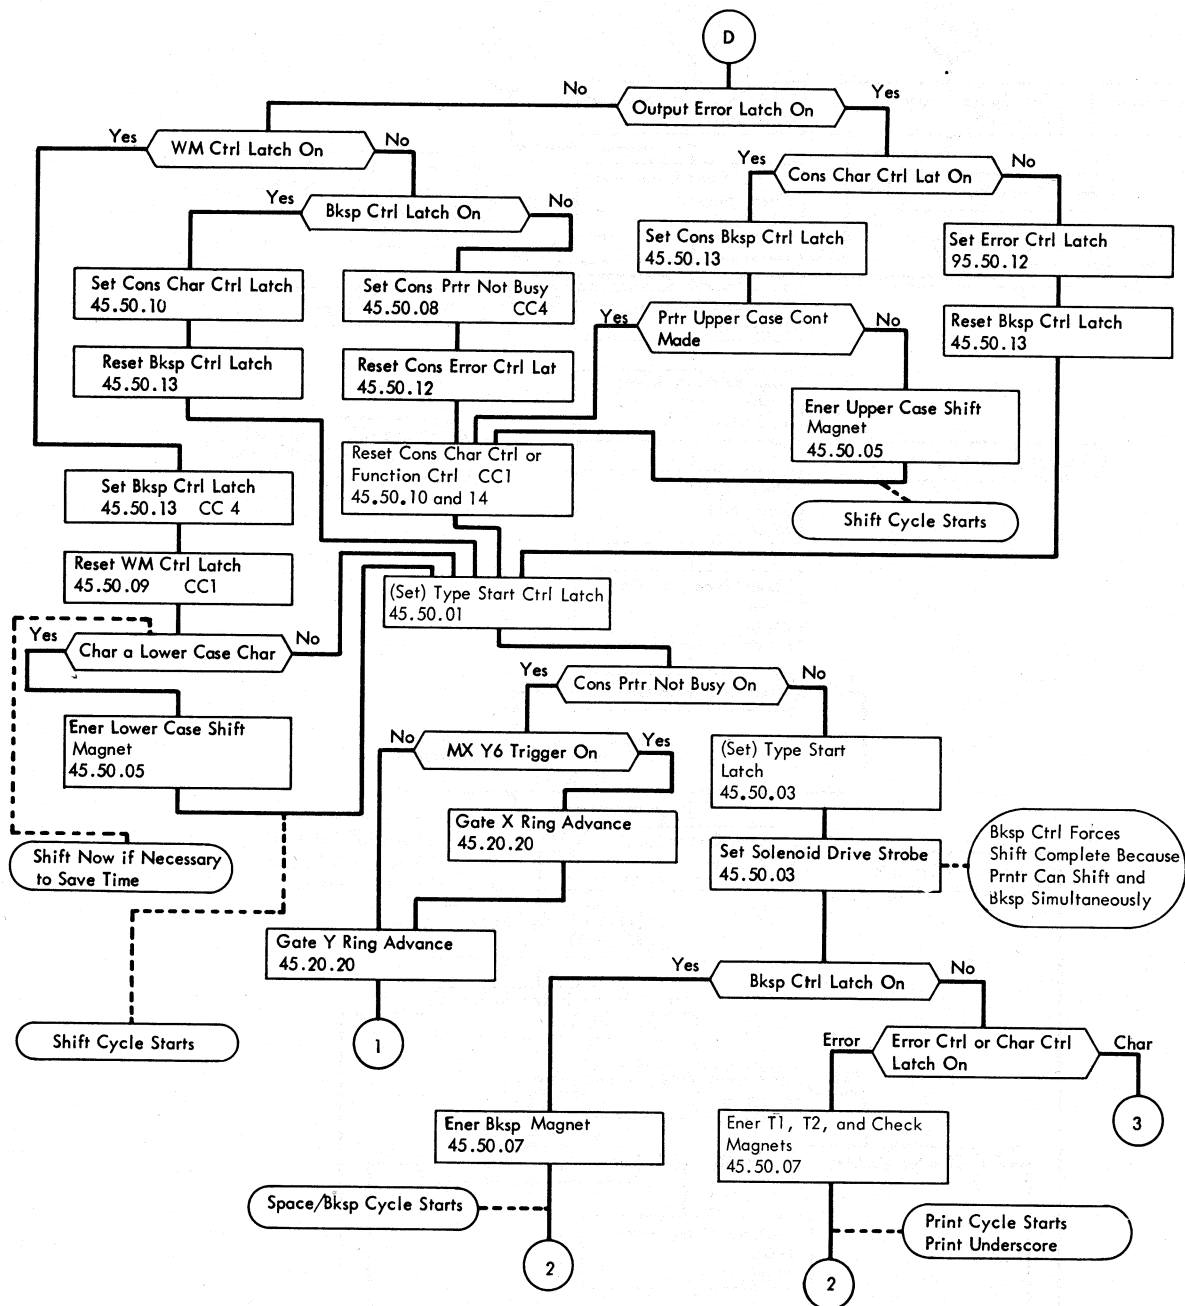 D
Output Error Latch On
No
Yes
WM Ctrl Latch On
Yes
No
Cons Char Ctrl Lat On
Yes
No
Bksp Ctrl Latch On
Yes
No
Set Cons Bksp Ctrl Latch
45.50.13
Set Error Ctrl Latch
95.50.12
Set Cons Char Ctrl Latch
45.50.10
Set Cons Prtr Not Busy
45.50.08 CC4
Prtr Upper Case Cont
Made
Yes
No
Reset Bksp Ctrl Latch
45.50.13
Reset Bksp Ctrl Latch
45.50.13
Reset Cons Error Ctrl Lat
45.50.12
Ener Upper Case Shift
Magnet
45.50.05
Reset Cons Char Ctrl or
Function Ctrl CC1
45.50.10 and 14
Set Bksp Ctrl Latch
45.50.13 CC 4
Shift Cycle Starts
Reset WM Ctrl Latch
45.50.09 CC1
(Set) Type Start Ctrl Latch
45.50.01
Char a Lower Case Char
Yes
No
Cons Prtr Not Busy On
Yes
No
Ener Lower Case Shift
Magnet
45.50.05
MX Y6 Trigger On
No
Yes
(Set) Type Start
Latch
45.50.03
Gate X Ring Advance
45.20.20
Shift Now if Necessary
to Save Time
Set Solenoid Drive Strobe
45.50.03
Bksp Ctrl Forces
Shift Complete Because
Prntr Can Shift and
Bksp Simultaneously
Gate Y Ring Advance
45.20.20
Bksp Ctrl Latch On
Yes
No
Shift Cycle Starts
1
Error Ctrl or Char Ctrl
Latch On
Error
Char
Ener Bksp Magnet
45.50.07
Ener T1, T2, and Check
Magnets
45.50.07
3
Space/Bksp Cycle Starts
Print Cycle Starts
Print Underscore
2
2